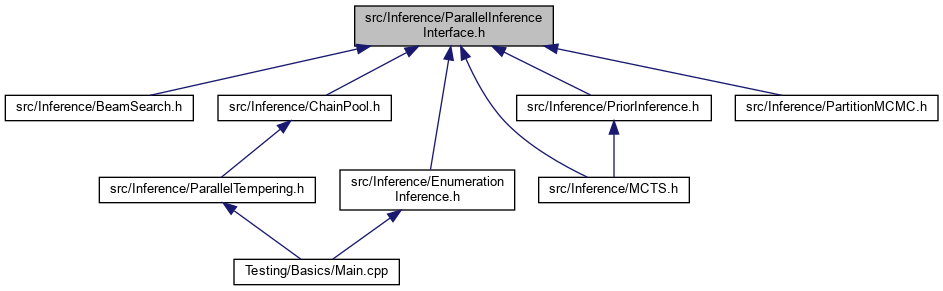 src/Inference/ParallelInference
Interface.h
src/Inference/BeamSearch.h
src/Inference/ChainPool.h
src/Inference/PriorInference.h
src/Inference/PartitionMCMC.h
src/Inference/ParallelTempering.h
src/Inference/Enumeration
Inference.h
src/Inference/MCTS.h
Testing/Basics/Main.cpp